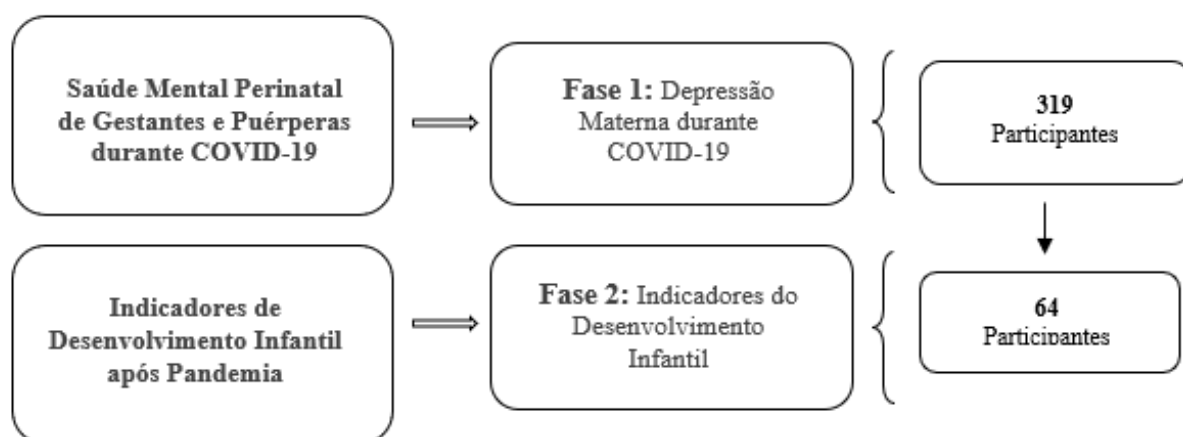 Saúde Mental Perinatal
de Gestantes e Puérperas
durante COVID-19
Fase 1: Depressão
Materna durante
COVID-19
319
Participantes
Indicadores de
Desenvolvimento Infantil
após Pandemia
Fase 2: Indicadores do
Desenvolvimento
Infantil
64
Participantes